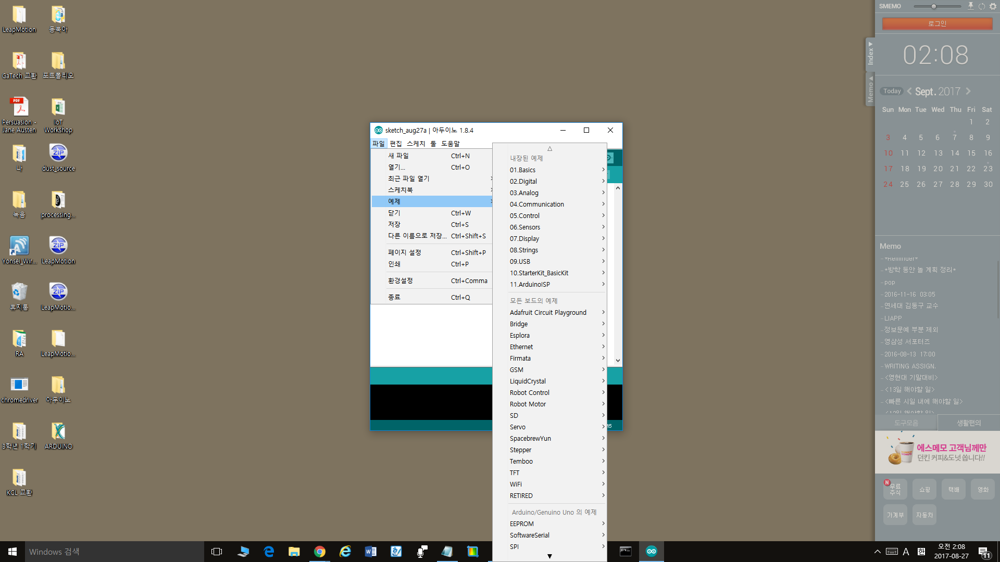 LeapMotion
동북아
GaTech 교환
포트폴리오
PDF
Persuasion -
Jane Austen
IoT
Workshop
나
ZIP
dust_source
녹음
processing...
Yonsei_Wir...
ZIP
LeapMotion
휴지통
ZIP
LeapMotio...
RA
LeapMotio...
chromedriver
아두이노
3학년 1학기
ARDUINO
KCL 교환
sketch_aug27a | 아두이노 1.8.4
파일 편집 스케치 툴 도움말
새 파일 Ctrl+N
열기... Ctrl+O
최근 파일 열기
스케치북
예제
닫기 Ctrl+W
저장 Ctrl+S
다른 이름으로 저장... Ctrl+Shift+S
페이지 설정 Ctrl+Shift+P
인쇄 Ctrl+P
환경설정 Ctrl+Comma
종료 Ctrl+Q
내장된 예제
01.Basics
02.Digital
03.Analog
04.Communication
05.Control
06.Sensors
07.Display
08.Strings
09.USB
10.StarterKit_BasicKit
11.ArduinoISP
모든 보드의 예제
Adafruit Circuit Playground
Bridge
Esplora
Ethernet
Firmata
GSM
LiquidCrystal
Robot Control
Robot Motor
SD
Servo
SpacebrewYun
Stepper
Temboo
TFT
WiFi
RETIRED
Arduino/Genuino Uno 의 예제
EEPROM
SoftwareSerial
SPI
SMEMO
로그인
Index
Memo
02:08
Today Sept. 2017
Sun Mon Tue Wed Thu Fri Sat
1 2
3 4 5 6 7 8 9
10 11 12 13 14 15 16
17 18 19 20 21 22 23
24 25 26 27 28 29 30
Memo
- *Reminder*
- *방학 동안 놀 계획 정리*
- pop
- 2016-11-16 03:05
- 연세대 김동구 교수
- LIAPP
- 정보문예 부분 제외
- 영삼성 서포터즈
- 2016-08-13 17:00
- WRITING ASSIGN.
- <영현대 기말대비>
- <13일 해야할 일>
- <빠른 시일 내에 해야할 일>
- <12일 해야할 일>
도구모음 생활편의
에스메모 고객님께만
던킨 커피&도넛 쏩니다!!
N
무료
주식
쇼핑
택배
영화
가계부
자동차
Windows 검색
A
오전 2:08
2017-08-27
11